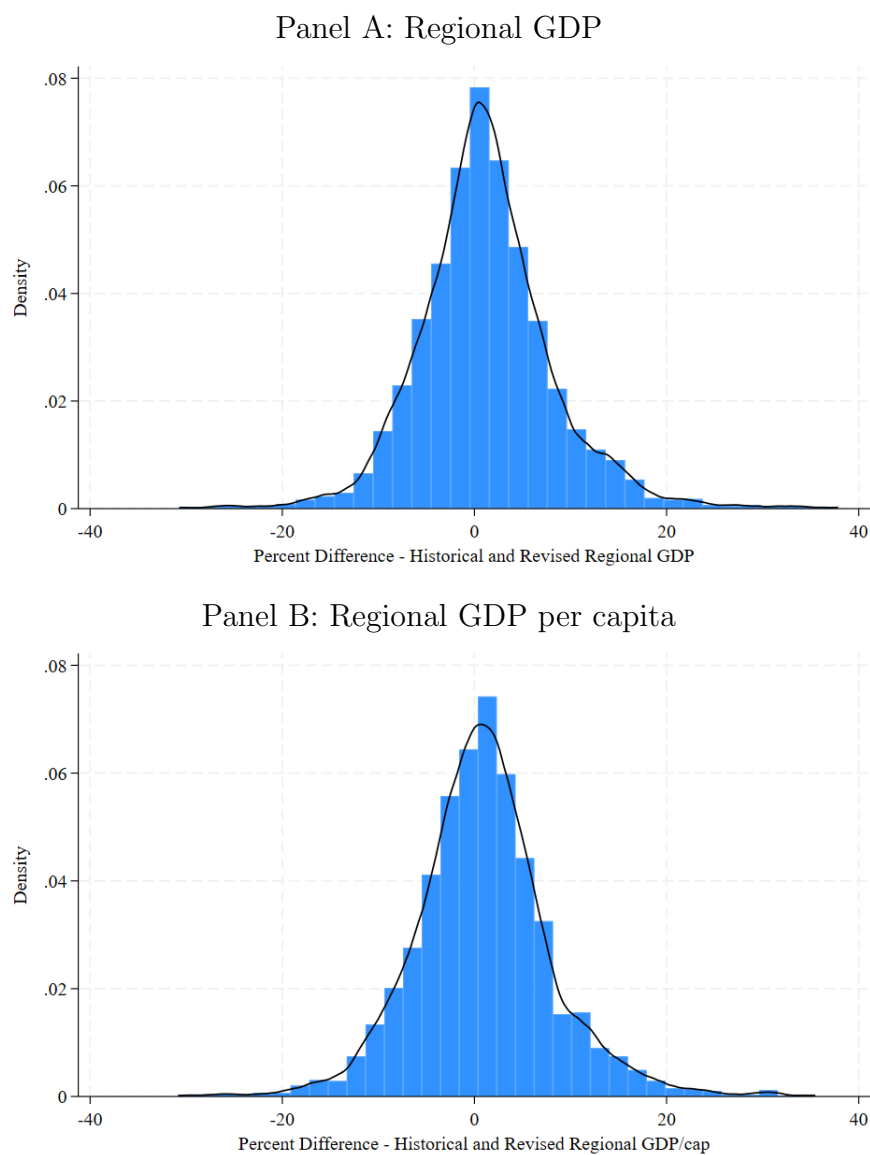 Panel A: Regional GDP
.08
.06
.04
.02
0
Density
-40 -20 0 20 40
Percent Difference - Historical and Revised Regional GDP
Panel B: Regional GDP per capita
.08
.06
.04
.02
0
Density
-40 -20 0 20 40
Percent Difference - Historical and Revised Regional GDP/cap